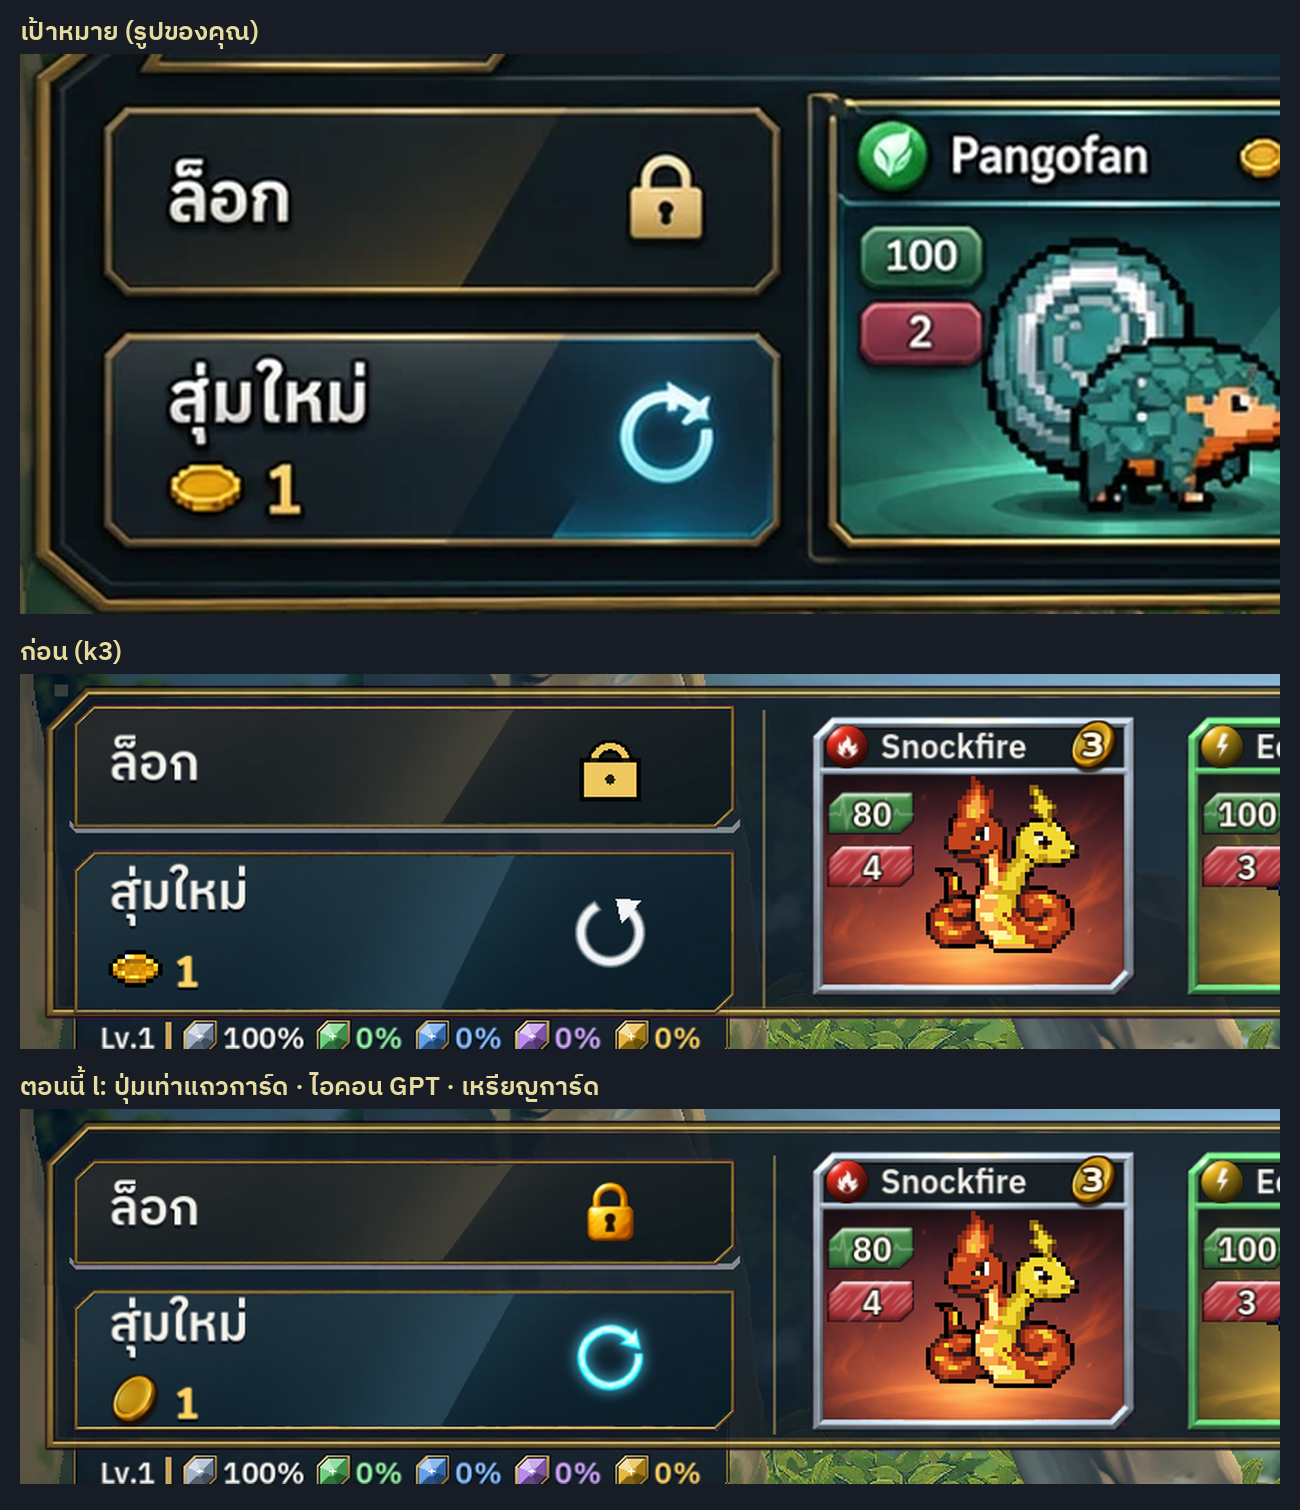 เป้าหมาย (รูปของคุณ)
ล็อก
Pangofan
100
2
สุ่มใหม่
1
ก่อน (k3)
ล็อก
Snockfire 3
80
100
4
3
สุ่มใหม่
1
Lv.1 100% 0% 0% 0% 0%
ตอนนี้ l: ปุ่มเท่าแถวการ์ด · ไอคอน GPT · เหรียญการ์ด
ล็อก
Snockfire 3
80
100
4
3
สุ่มใหม่
1
Lv.1 100% 0% 0% 0% 0%